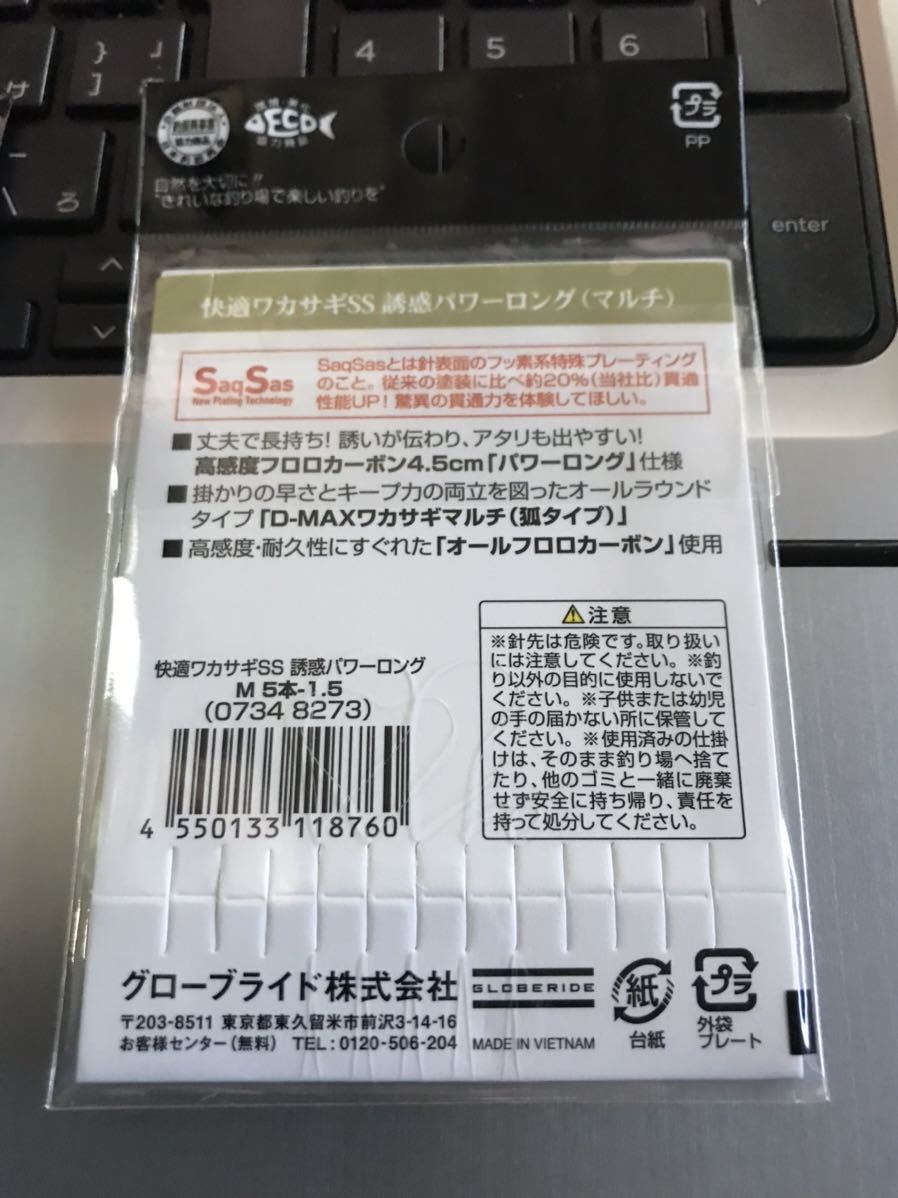 サ
}
」
]
4
5
6
enter
ろ
\
環境・美化
DECO
協力商品
プラ
PP
自然を大切に!!
"きれいな釣り場で楽しい釣りを"
快適ワカサギSS 誘惑パワーロング(マルチ)
SaqSas
New Plating Technology
SaqSasとは針表面のフッ素系特殊プレーティング
のこと。従来の塗装に比べ約20%(当社比)貫通
性能UP!驚異の貫通力を体験してほしい。
■丈夫で長持ち!誘いが伝わり、アタリも出やすい!
高感度フロロカーボン4.5cm「パワーロング」仕様
■掛かりの早さとキープ力の両立を図ったオールラウンド
タイプ「D-MAXワカサギマルチ(狐タイプ)」
■高感度・耐久性にすぐれた「オールフロロカーボン」使用
⚠注意
※針先は危険です。取り扱い
には注意してください。※釣
り以外の目的に使用しないで
ください。※子供または幼児
の手の届かない所に保管して
ください。※使用済みの仕掛
けは、そのまま釣り場へ捨て
たり、他のゴミと一緒に廃棄
せず安全に持ち帰り、責任を
持って処分してください。
快適ワカサギSS 誘惑パワーロング
M 5本-1.5
(0734 8273)
4 550133 118760
グローブライド株式会社
〒203-8511 東京都東久留米市前沢3-14-16
お客様センター(無料) TEL:0120-506-204
GLOBERIDE
MADE IN VIETNAM
紙
台紙
プラ
外袋
プレート